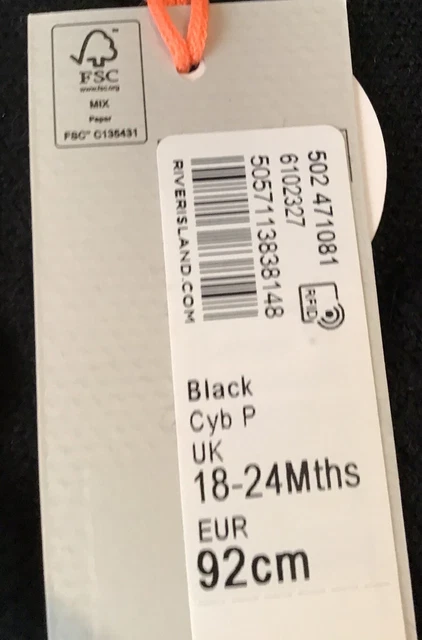 FSC
www.fsc.org
MIX
Paper
FSC™ C135431
502 471081
6102327
5057113838148
RIVERISLAND.COM
RFID
Black
Cyb P
UK
18-24Mths
EUR
92cm